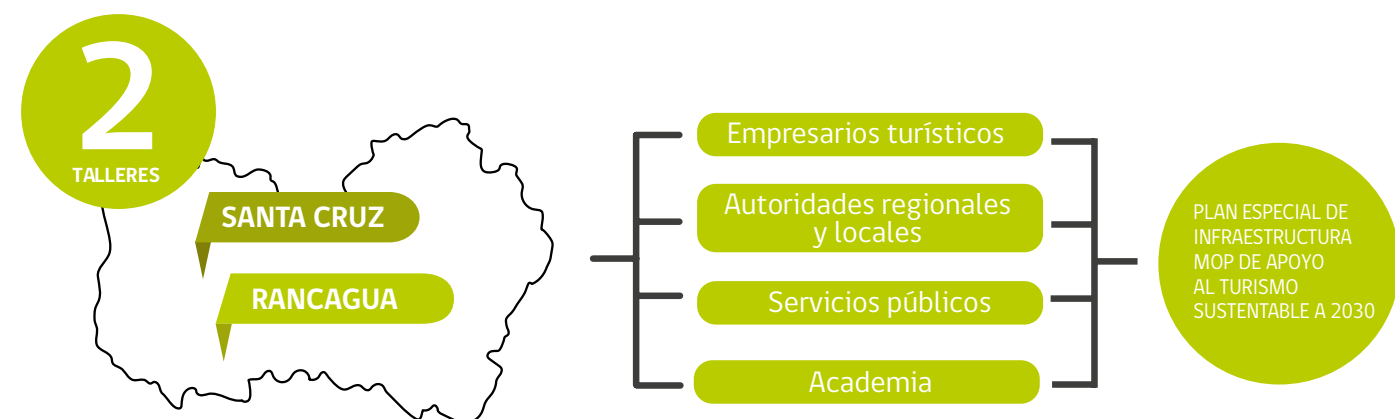 2
TALLERES
SANTA CRUZ
RANCAGUA
Empresarios turísticos
Autoridades regionales
y locales
Servicios públicos
Academia
PLAN ESPECIAL DE
INFRAESTRUCTURA
MOP DE APOYO
AL TURISMO
SUSTENTABLE A 2030